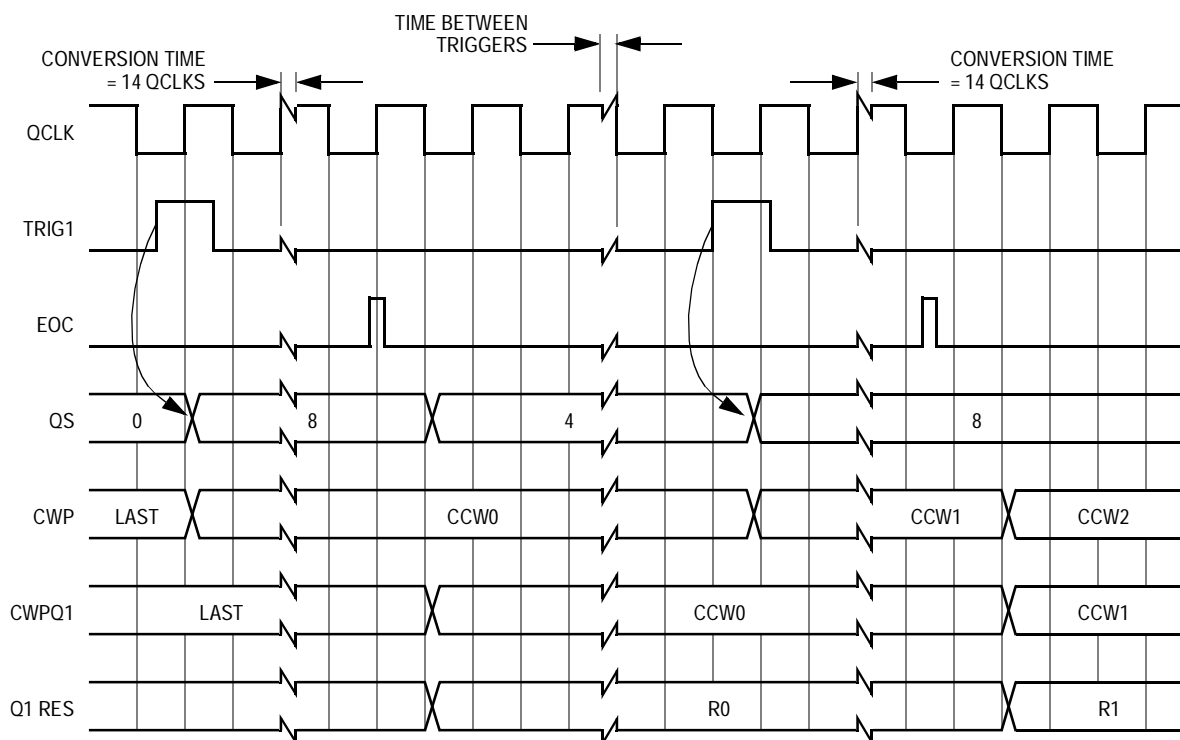 TIME BETWEEN
TRIGGERS
CONVERSION TIME
= 14 QCLKS
CONVERSION TIME
= 14 QCLKS
QCLK
TRIG1
EOC
QS 0 8 4 8
CWP LAST CCW0 CCW1 CCW2
CWPQ1 LAST CCW0 CCW1
Q1 RES R0 R1